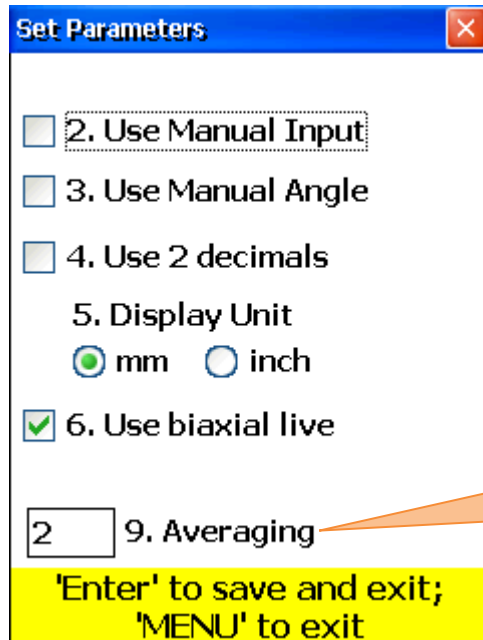 Set Parameters
2. Use Manual Input
3. Use Manual Angle
4. Use 2 decimals
5. Display Unit
mm inch
6. Use biaxial live
2 9. Averaging
'Enter' to save and exit;
'MENU' to exit